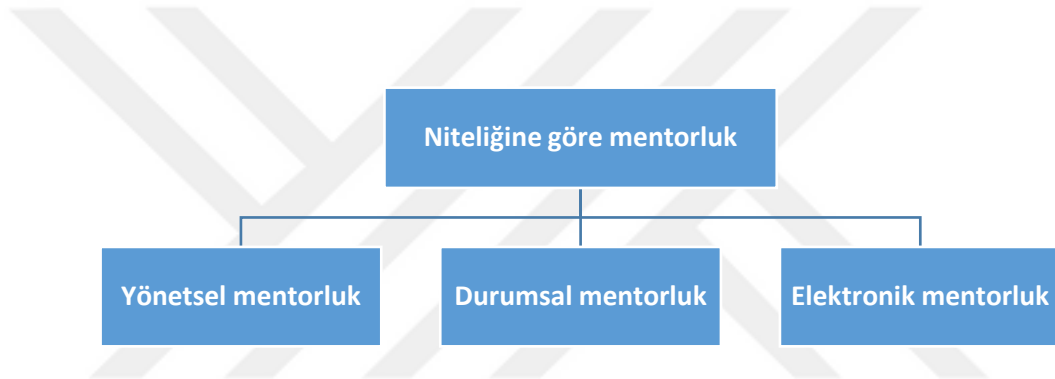 Niteliğine göre mentorluk
Yönetsel mentorluk
Durumsal mentorluk
Elektronik mentorluk